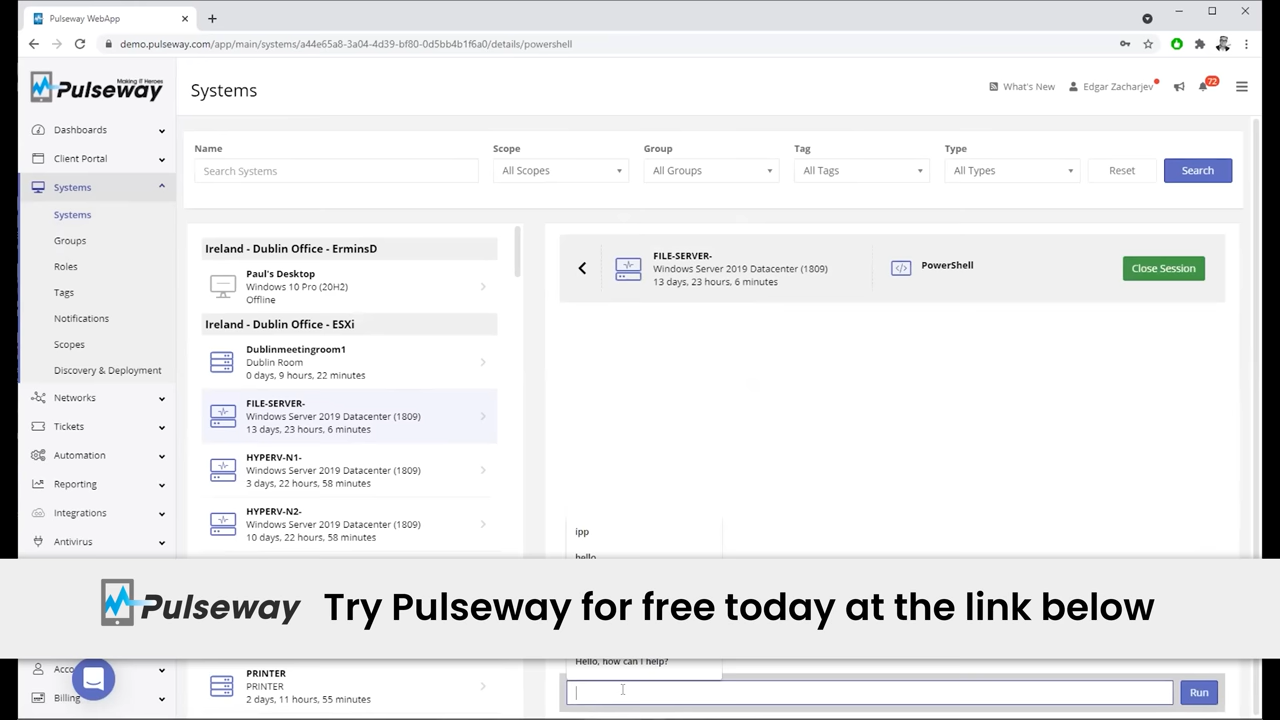 Pulseway WebApp
demo.pulseway.com/app/main/systems/a44e65a8-3a04-4d39-bf80-0d5bb4b1f6a0/details/powershell
Making IT Heroes
Pulseway
Systems
What's New
Edgar Zacharjev
72
Dashboards
Client Portal
Systems
Systems
Groups
Roles
Tags
Notifications
Scopes
Discovery & Deployment
Networks
Tickets
Automation
Reporting
Integrations
Antivirus
Billing
Name
Scope
Group
Tag
Type
Search Systems
All Scopes
All Groups
All Tags
All Types
Reset
Search
Ireland - Dublin Office - ErminsD
Paul's Desktop
Windows 10 Pro (20H2)
Offline
Ireland - Dublin Office - ESXi
Dublinmeetingroom1
Dublin Room
0 days, 9 hours, 22 minutes
FILE-SERVER-
Windows Server 2019 Datacenter (1809)
13 days, 23 hours, 6 minutes
HYPERV-N1-
Windows Server 2019 Datacenter (1809)
3 days, 22 hours, 58 minutes
HYPERV-N2-
Windows Server 2019 Datacenter (1809)
10 days, 22 hours, 58 minutes
PRINTER
PRINTER
2 days, 11 hours, 55 minutes
FILE-SERVER-
Windows Server 2019 Datacenter (1809)
13 days, 23 hours, 6 minutes
PowerShell
Close Session
ipp
hello
Hello, how can I help?
Run
Pulseway
Try Pulseway for free today at the link below